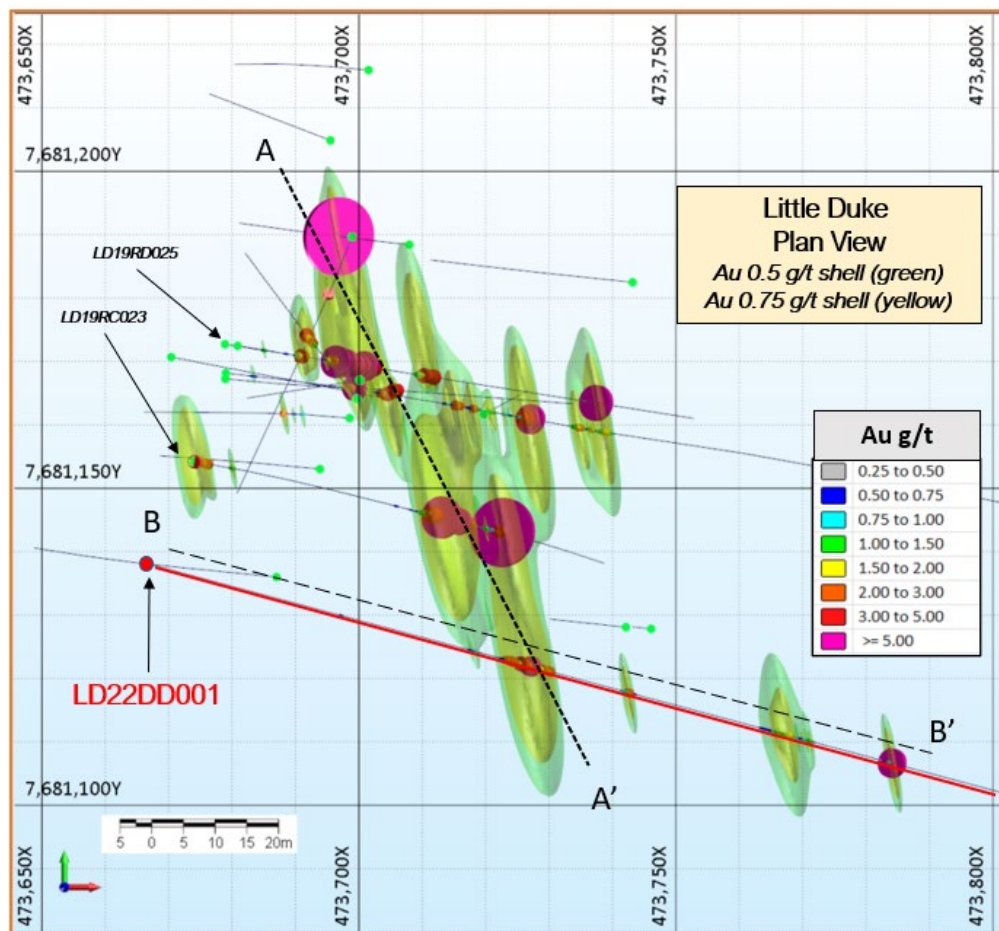 473,650X
473,700X
473,750X
473,800X
7,681,200Y
A
Little Duke
Plan View
Au 0.5 g/t shell (green)
Au 0.75 g/t shell (yellow)
LD19RD025
LD19RC023
Au g/t
0.25 to 0.50
0.50 to 0.75
0.75 to 1.00
1.00 to 1.50
1.50 to 2.00
2.00 to 3.00
3.00 to 5.00
>= 5.00
7,681,150Y
B
LD22DD001
B'
7,681,100Y
A'
5 0 5 10 15 20m
473,650X
473,700X
473,750X
473,800X